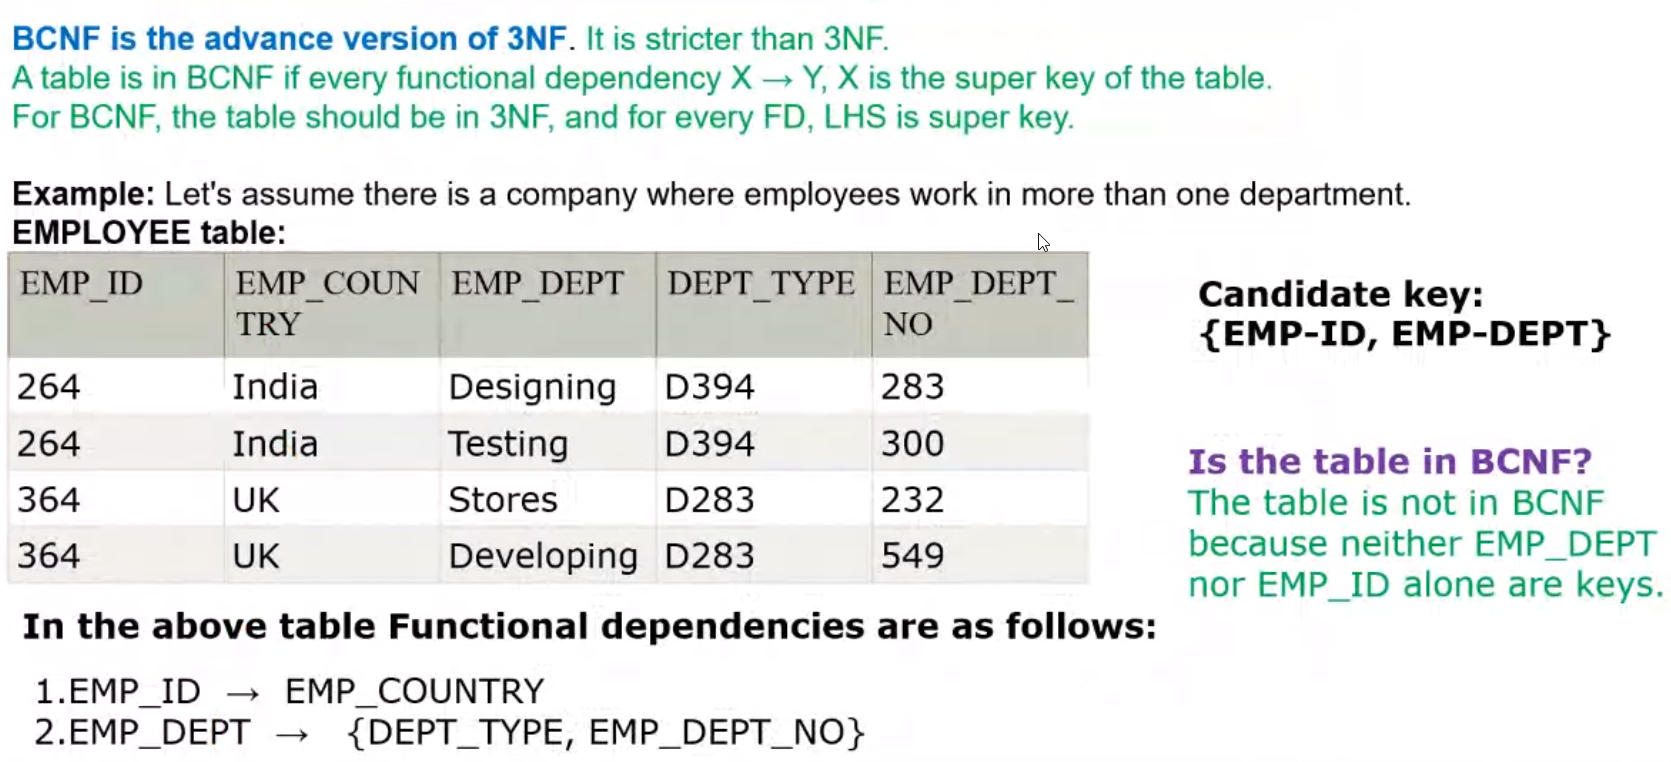 BCNF is the advance version of 3NF. It is stricter than 3NF.
A table is in BCNF if every functional dependency X → Y, X is the super key of the table.
For BCNF, the table should be in 3NF, and for every FD, LHS is super key.
Example: Let's assume there is a company where employees work in more than one department.
EMPLOYEE table:
EMP_ID EMP_COUN EMP_DEPT DEPT_TYPE EMP_DEPT_
TRY NO
264 India Designing D394 283
264 India Testing D394 300
364 UK Stores D283 232
364 UK Developing D283 549
Candidate key:
{EMP-ID, EMP-DEPT}
Is the table in BCNF?
The table is not in BCNF
because neither EMP_DEPT
nor EMP_ID alone are keys.
In the above table Functional dependencies are as follows:
1.EMP_ID → EMP_COUNTRY
2.EMP_DEPT → {DEPT_TYPE, EMP_DEPT_NO}